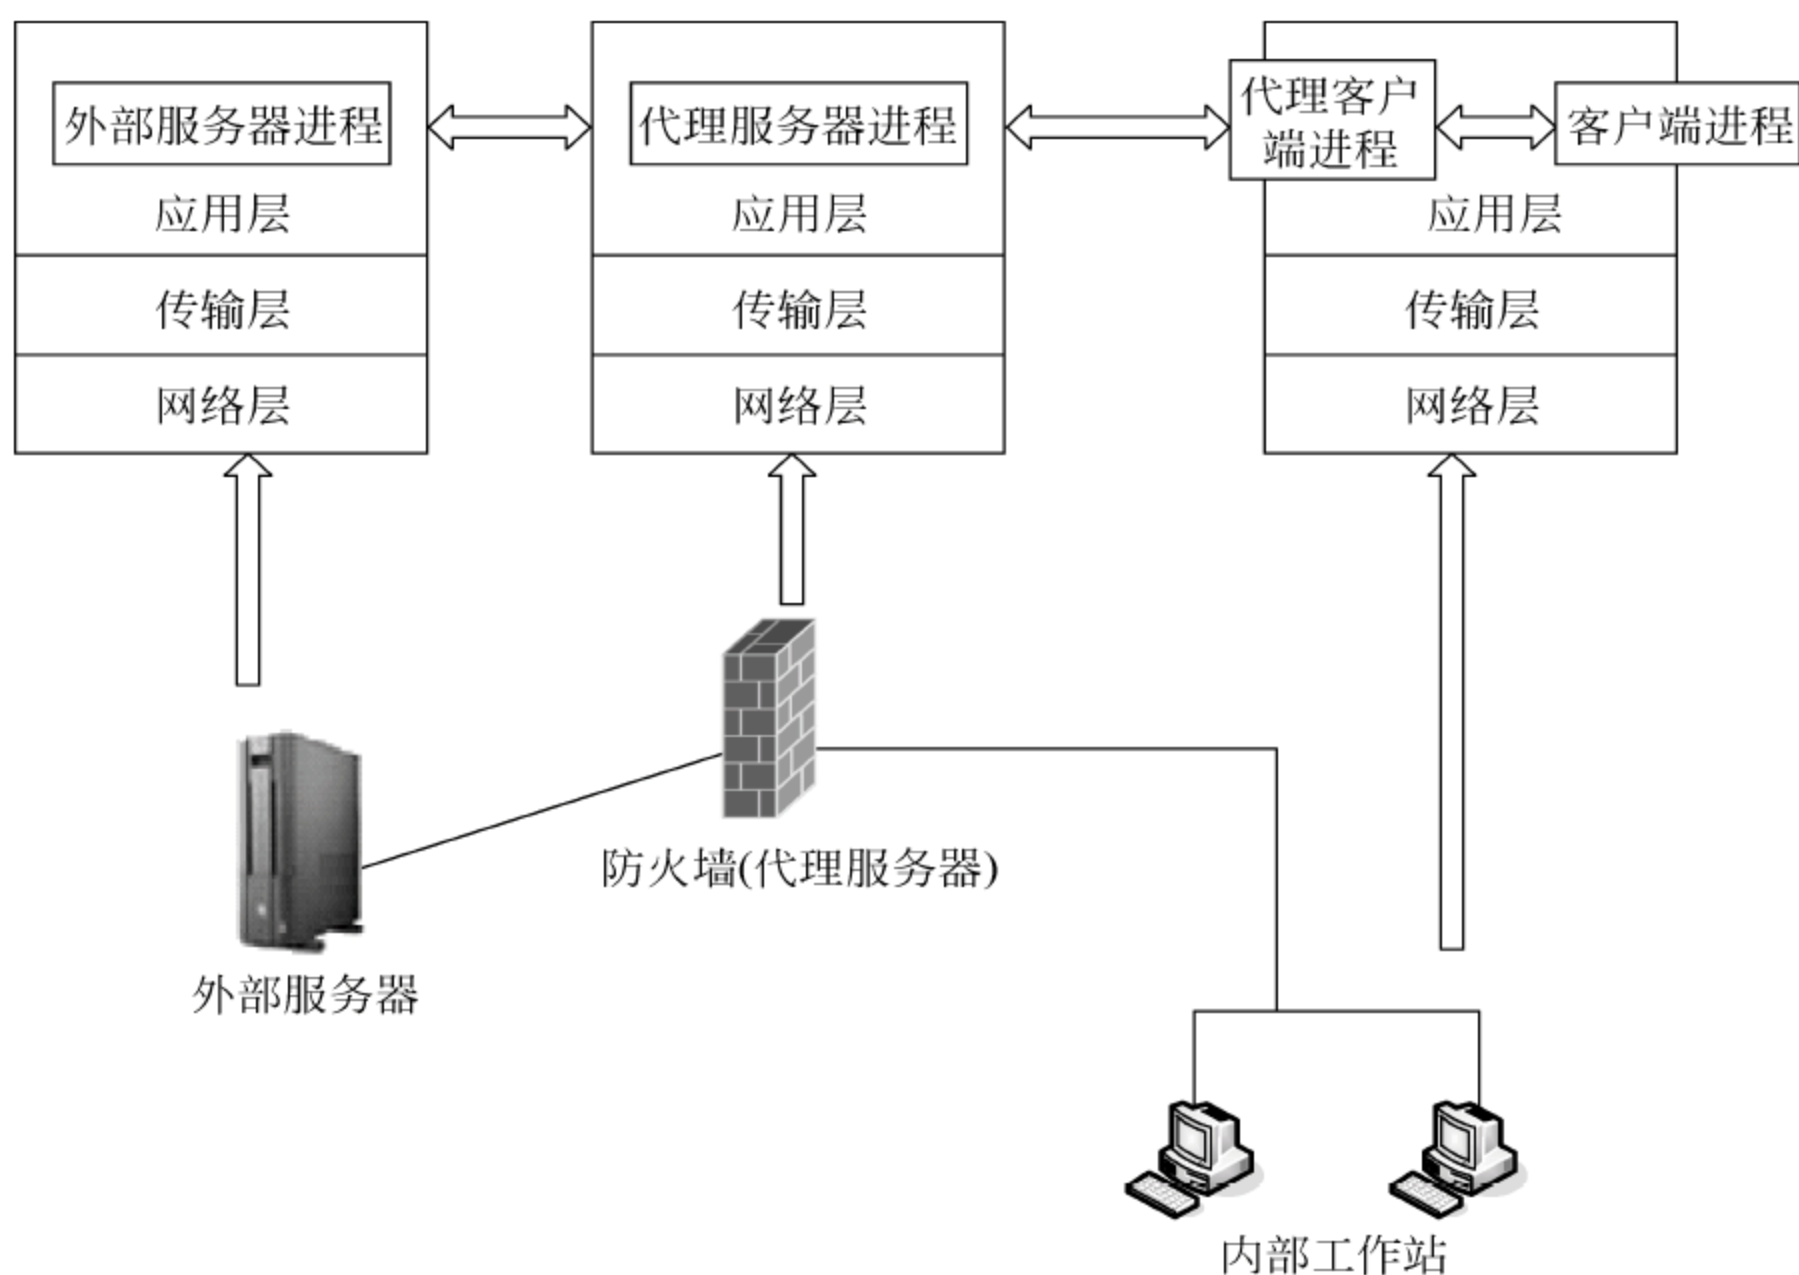 外部服务器进程
应用层
传输层
网络层
代理服务器进程
应用层
传输层
网络层
代理客户
端进程
客户端进程
应用层
传输层
网络层
防火墙(代理服务器)
外部服务器
内部工作站